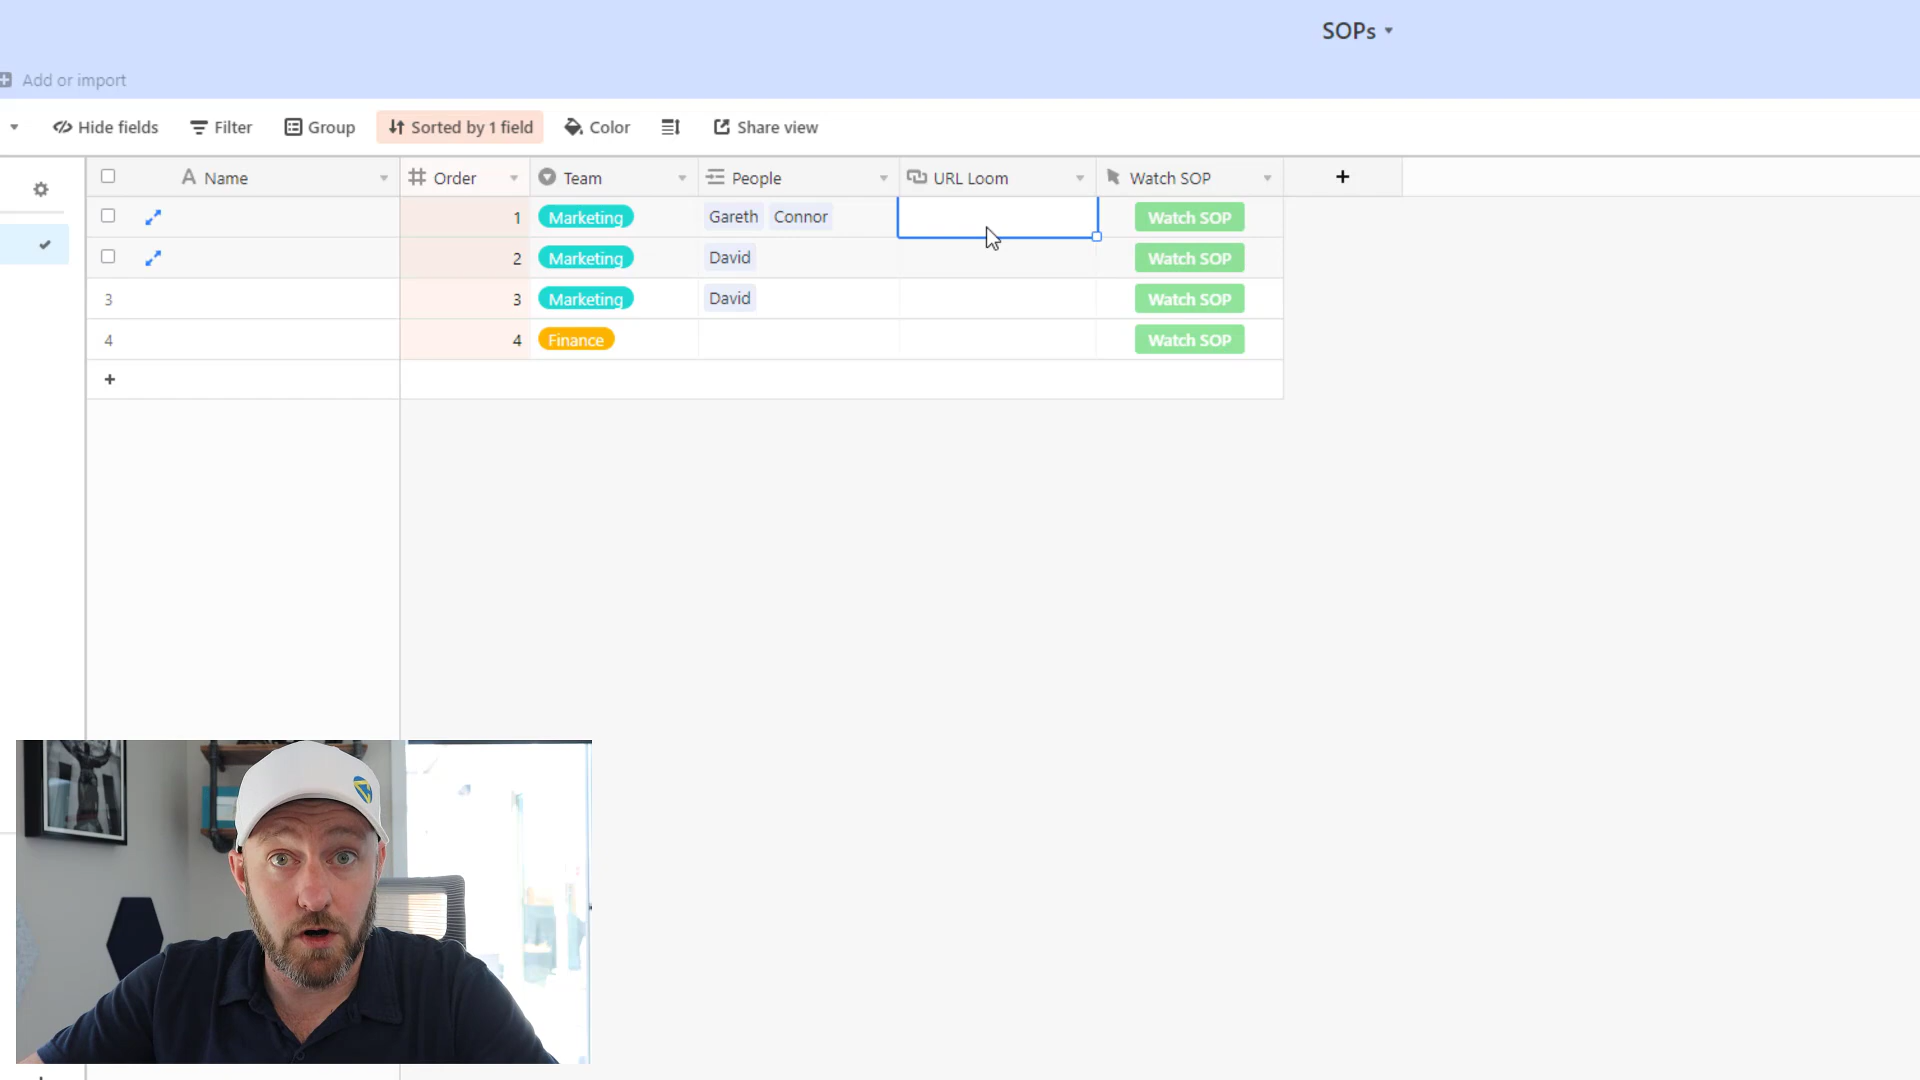 SOPs
Add or import
Hide fields Filter Group Sorted by 1 field Color Share view
Name Order Team People URL Loom Watch SOP
1 Marketing Gareth Connor Watch SOP
2 Marketing David Watch SOP
3 3 Marketing David Watch SOP
4 4 Finance Watch SOP